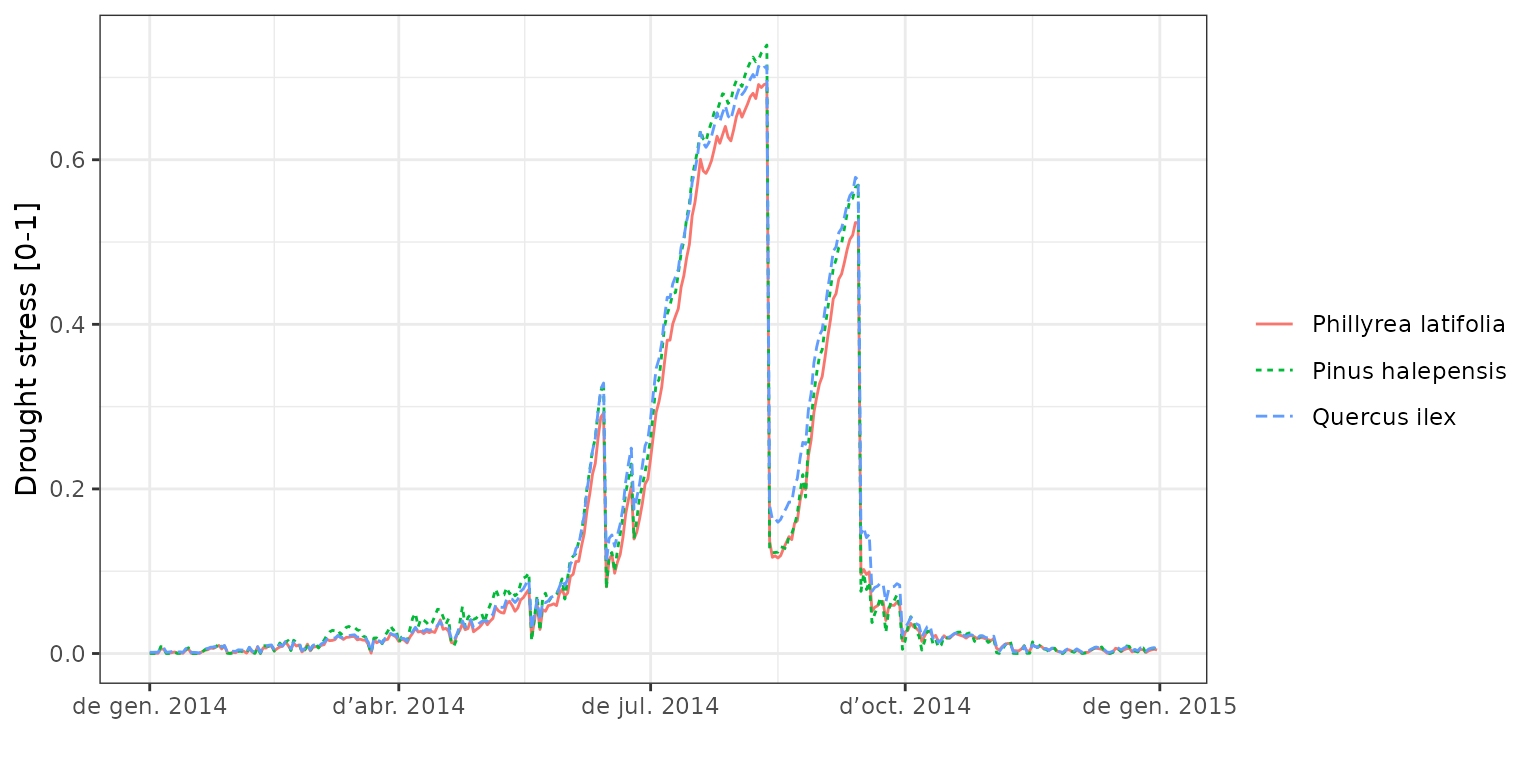 Drought stress [0-1]
0.6
0.4
0.2
0.0
de gen. 2014
d’abr. 2014
de jul. 2014
d’oct. 2014
de gen. 2015
Phillyrea latifolia
Pinus halepensis
Quercus ilex